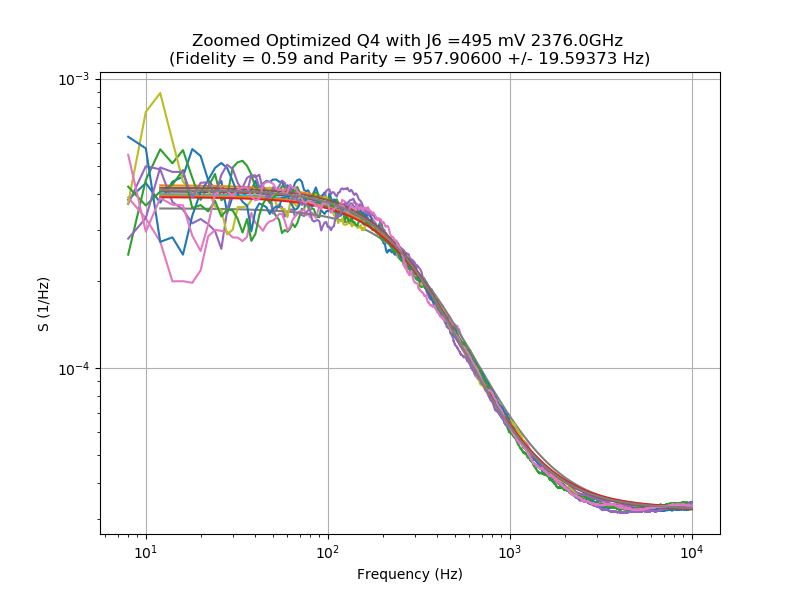 Zoomed Optimized Q4 with J6 =495 mV 2376.0GHz
(Fidelity = 0.59 and Parity = 957.90600 +/- 19.59373 Hz)
10⁻³
10⁻⁴
S (1/Hz)
10¹ 10² 10³ 10⁴
Frequency (Hz)